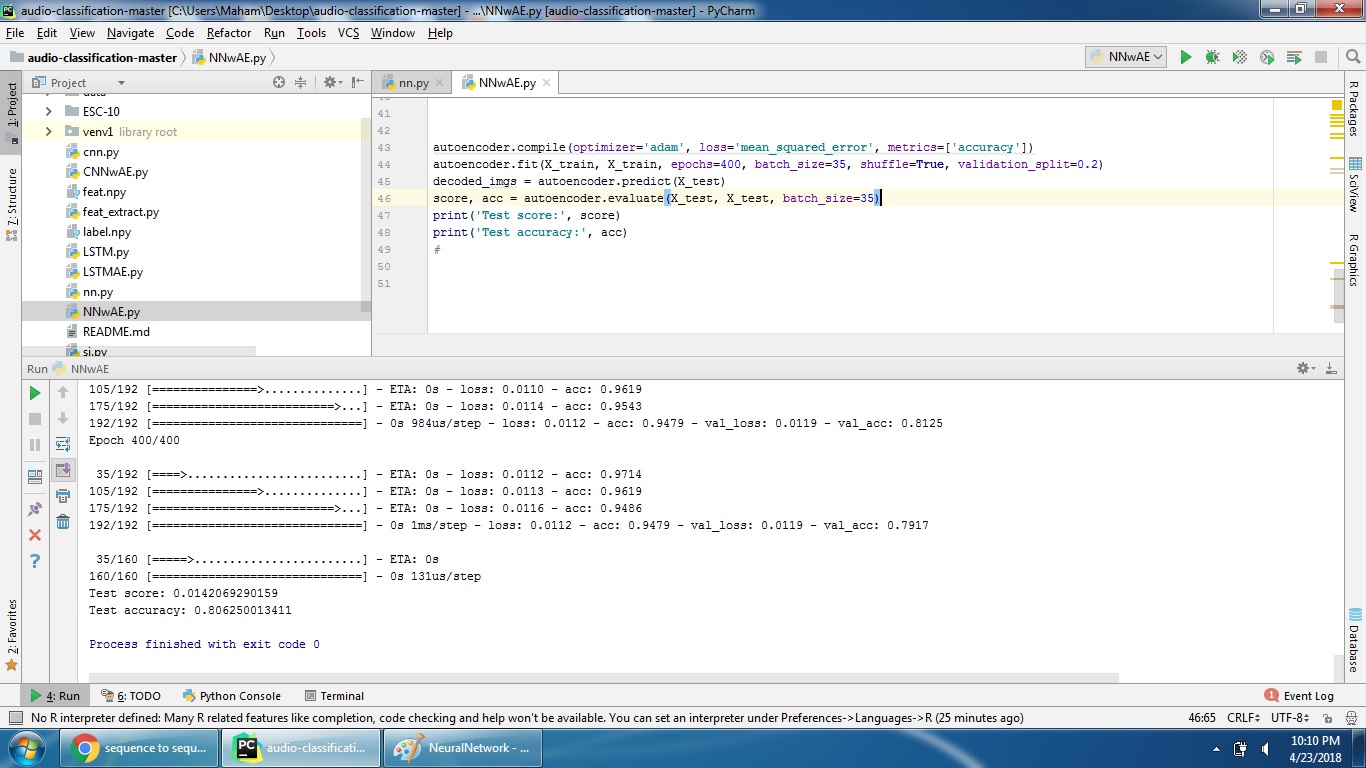 audio-classification-master [C:\Users\Maham\Desktop\audio-classification-master] - ...\NNwAE.py [audio-classification-master] - PyCharm
File Edit View Navigate Code Refactor Run Tools VCS Window Help
audio-classification-master NNwAE.py NNwAE
Project nn.py NNwAE.py
1: Project
7: Structure
2: Favorites
data
ESC-10
venv1 library root
cnn.py
CNNwAE.py
feat.npy
feat_extract.py
label.npy
LSTM.py
LSTMAE.py
nn.py
NNwAE.py
README.md
si.py
40
41
42
43 autoencoder.compile(optimizer='adam', loss='mean_squared_error', metrics=['accuracy'])
44 autoencoder.fit(X_train, X_train, epochs=400, batch_size=35, shuffle=True, validation_split=0.2)
45 decoded_imgs = autoencoder.predict(X_test)
46 score, acc = autoencoder.evaluate(X_test, X_test, batch_size=35)
47 print('Test score:', score)
48 print('Test accuracy:', acc)
49 #
50
51
R Packages
SciView
R Graphics
Database
Run NNwAE
105/192 [===============>..............] - ETA: 0s - loss: 0.0110 - acc: 0.9619
175/192 [==========================>...] - ETA: 0s - loss: 0.0114 - acc: 0.9543
192/192 [==============================] - 0s 984us/step - loss: 0.0112 - acc: 0.9479 - val_loss: 0.0119 - val_acc: 0.8125
Epoch 400/400
35/192 [====>.........................] - ETA: 0s - loss: 0.0112 - acc: 0.9714
105/192 [===============>..............] - ETA: 0s - loss: 0.0113 - acc: 0.9619
175/192 [==========================>...] - ETA: 0s - loss: 0.0116 - acc: 0.9486
192/192 [==============================] - 0s 1ms/step - loss: 0.0112 - acc: 0.9479 - val_loss: 0.0119 - val_acc: 0.7917
35/160 [=====>........................] - ETA: 0s
160/160 [==============================] - 0s 131us/step
Test score: 0.0142069290159
Test accuracy: 0.806250013411
Process finished with exit code 0
4: Run 6: TODO Python Console Terminal 1 Event Log
No R interpreter defined: Many R related features like completion, code checking and help won't be available. You can set an interpreter under Preferences->Languages->R (25 minutes ago) 46:65 CRLF UTF-8
sequence to sequ... audio-classificati... NeuralNetwork - ... 10:10 PM
4/23/2018